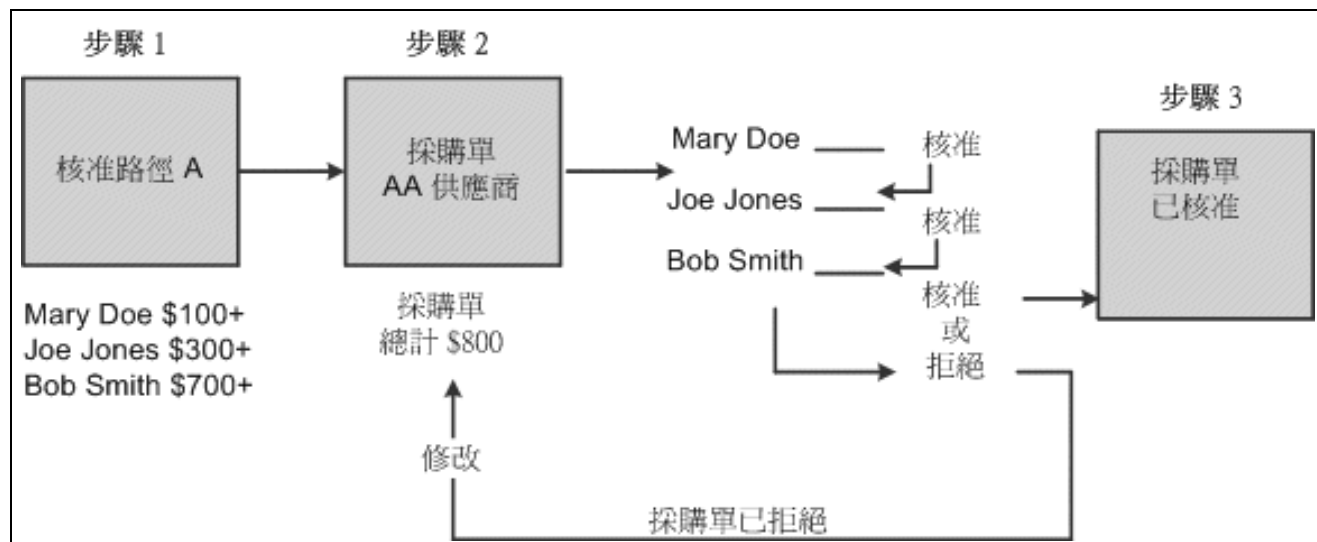 步驟 1
核准路徑 A
Mary Doe $100+
Joe Jones $300+
Bob Smith $700+
步驟 2
採購單
AA 供應商
採購單
總計 $800
Mary Doe
核准
Joe Jones
核准
Bob Smith
核准
或
拒絕
步驟 3
採購單
已核准
修改
採購單已拒絕